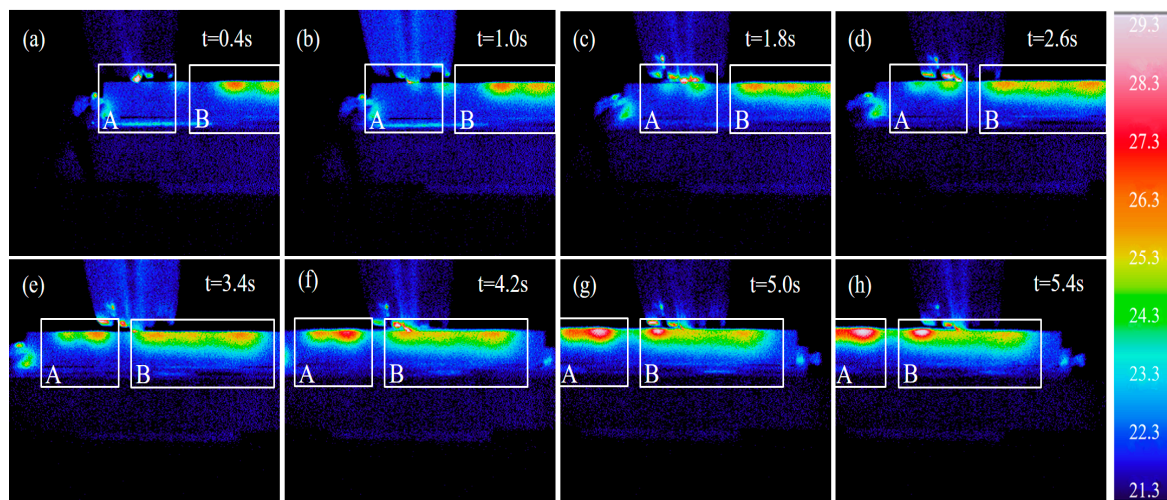 (a) t=0.4s
A B
(b) t=1.0s
A B
(c) t=1.8s
A B
(d) t=2.6s
A B
(e) t=3.4s
A B
(f) t=4.2s
A B
(g) t=5.0s
A B
(h) t=5.4s
A B
29.3
28.3
27.3
26.3
25.3
24.3
23.3
22.3
21.3